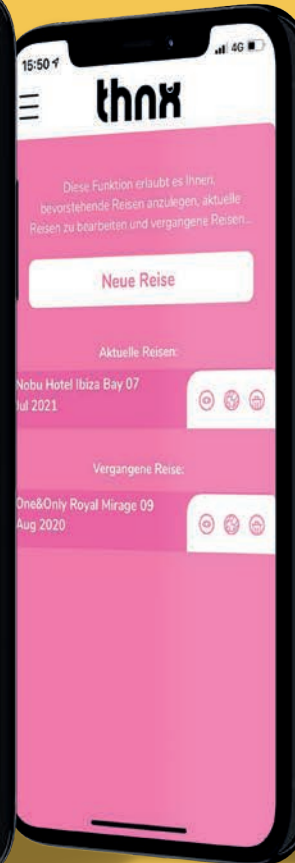 15:50
4G
thnx
Diese Funktion erlaubt es Ihnen,
bevorstehende Reisen anzulegen, aktuelle
Reisen zu bearbeiten und vergangene Reisen...
Neue Reise
Aktuelle Reisen:
Nobu Hotel Ibiza Bay 07
Jul 2021
Vergangene Reise:
One&Only Royal Mirage 09
Aug 2020